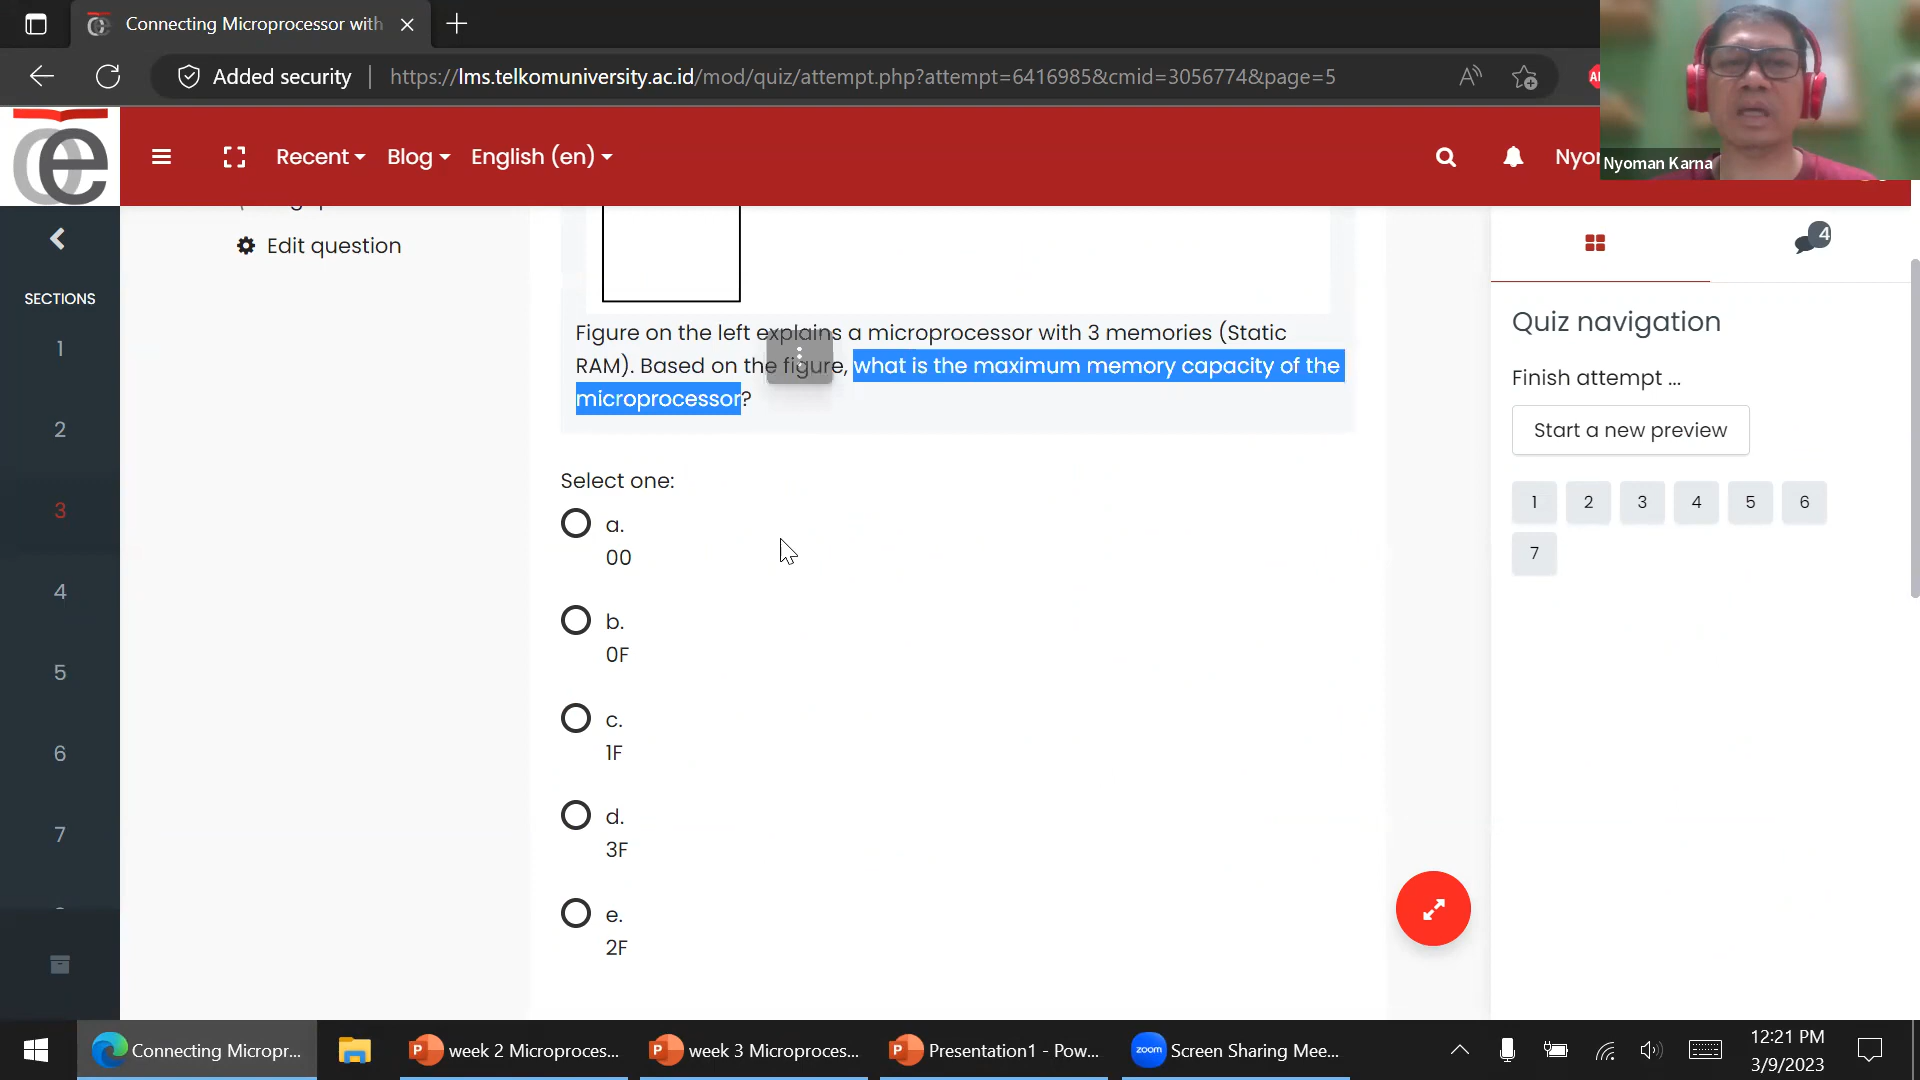 Connecting Microprocessor with
Added security
https://lms.telkomuniversity.ac.id/mod/quiz/attempt.php?attempt=6416985&cmid=3056774&page=5
Nyoman Karna
Recent
Blog
English (en)
SECTIONS
1
2
3
4
5
6
7
Edit question
Figure on the left explains a microprocessor with 3 memories (Static
RAM). Based on the figure, what is the maximum memory capacity of the
microprocessor?
Select one:
a.
00
b.
0F
c.
1F
d.
3F
e.
2F
4
Quiz navigation
Finish attempt ...
Start a new preview
1 2 3 4 5 6
7
Connecting Micropr...
week 2 Microproces...
week 3 Microproces...
Presentation1 - Pow...
zoom
Screen Sharing Mee...
12:21 PM
3/9/2023